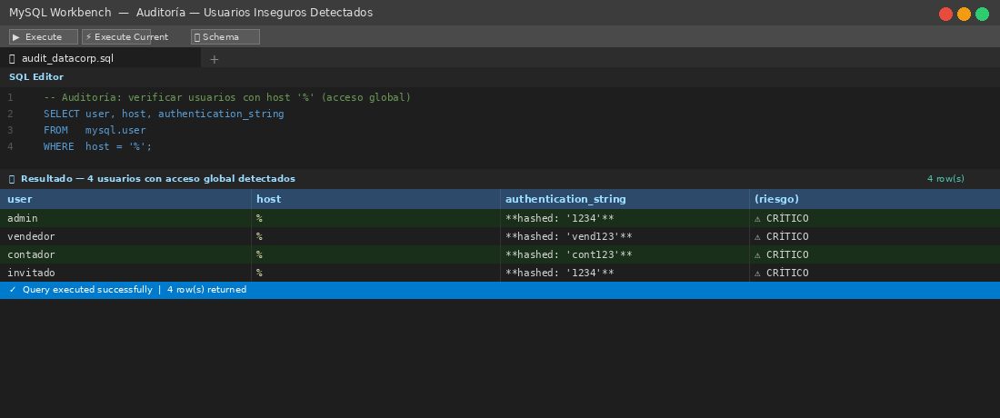 MySQL Workbench — Auditoría — Usuarios Inseguros Detectados
▶ Execute ⚡ Execute Current Schema
audit_datacorp.sql +
SQL Editor
1 -- Auditoría: verificar usuarios con host '%' (acceso global)
2 SELECT user, host, authentication_string
3 FROM mysql.user
4 WHERE host = '%';
Resultado — 4 usuarios con acceso global detectados 4 row(s)
user host authentication_string (riesgo)
admin % **hashed: '1234'** ⚠ CRÍTICO
vendedor % **hashed: 'vend123'** ⚠ CRÍTICO
contador % **hashed: 'cont123'** ⚠ CRÍTICO
invitado % **hashed: '1234'** ⚠ CRÍTICO
✓ Query executed successfully | 4 row(s) returned